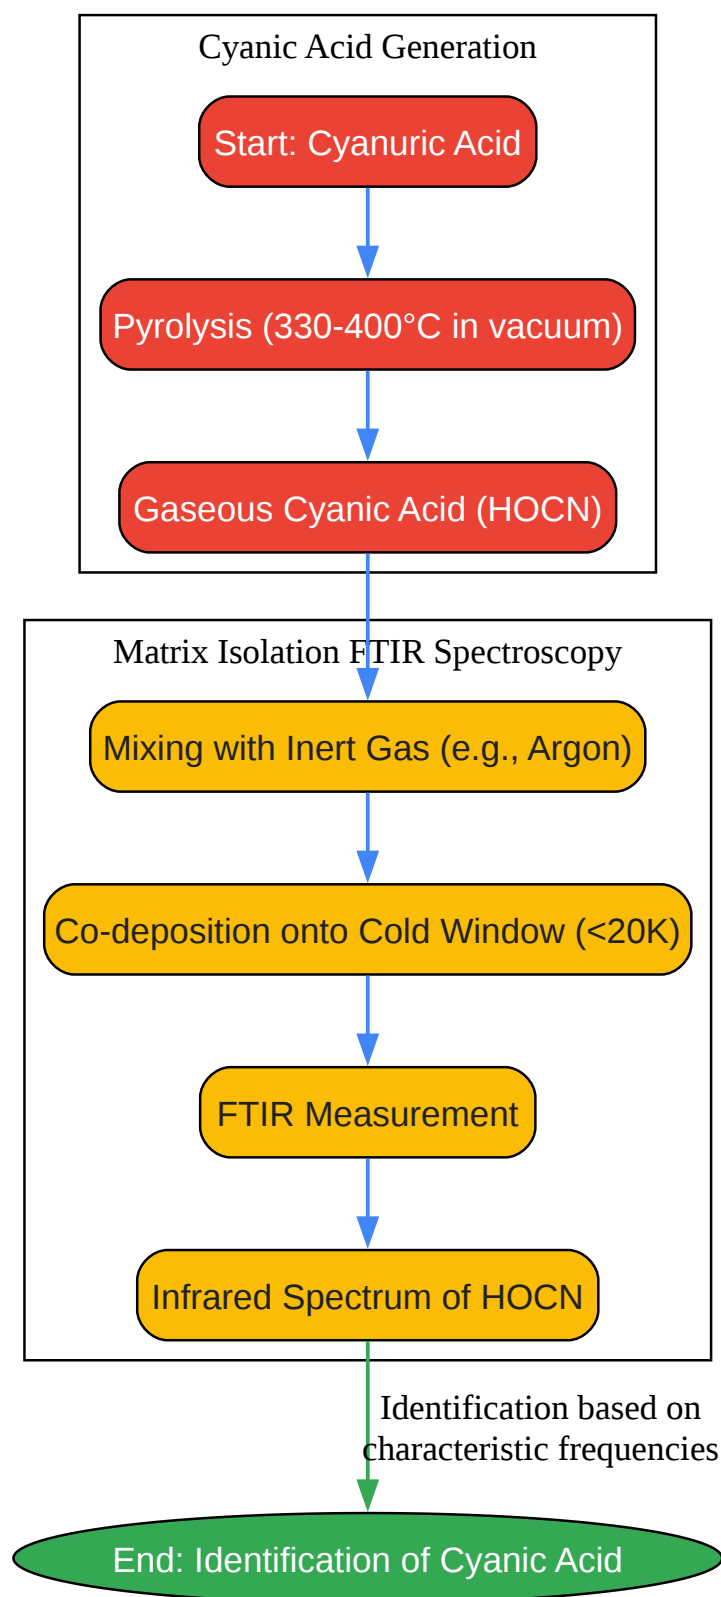 Cyanic Acid Generation
Start: Cyanuric Acid
Pyrolysis (330-400°C in vacuum)
Gaseous Cyanic Acid (HOCN)
Matrix Isolation FTIR Spectroscopy
Mixing with Inert Gas (e.g., Argon)
Co-deposition onto Cold Window (<20K)
FTIR Measurement
Infrared Spectrum of HOCN
Identification based on
characteristic frequencies
End: Identification of Cyanic Acid